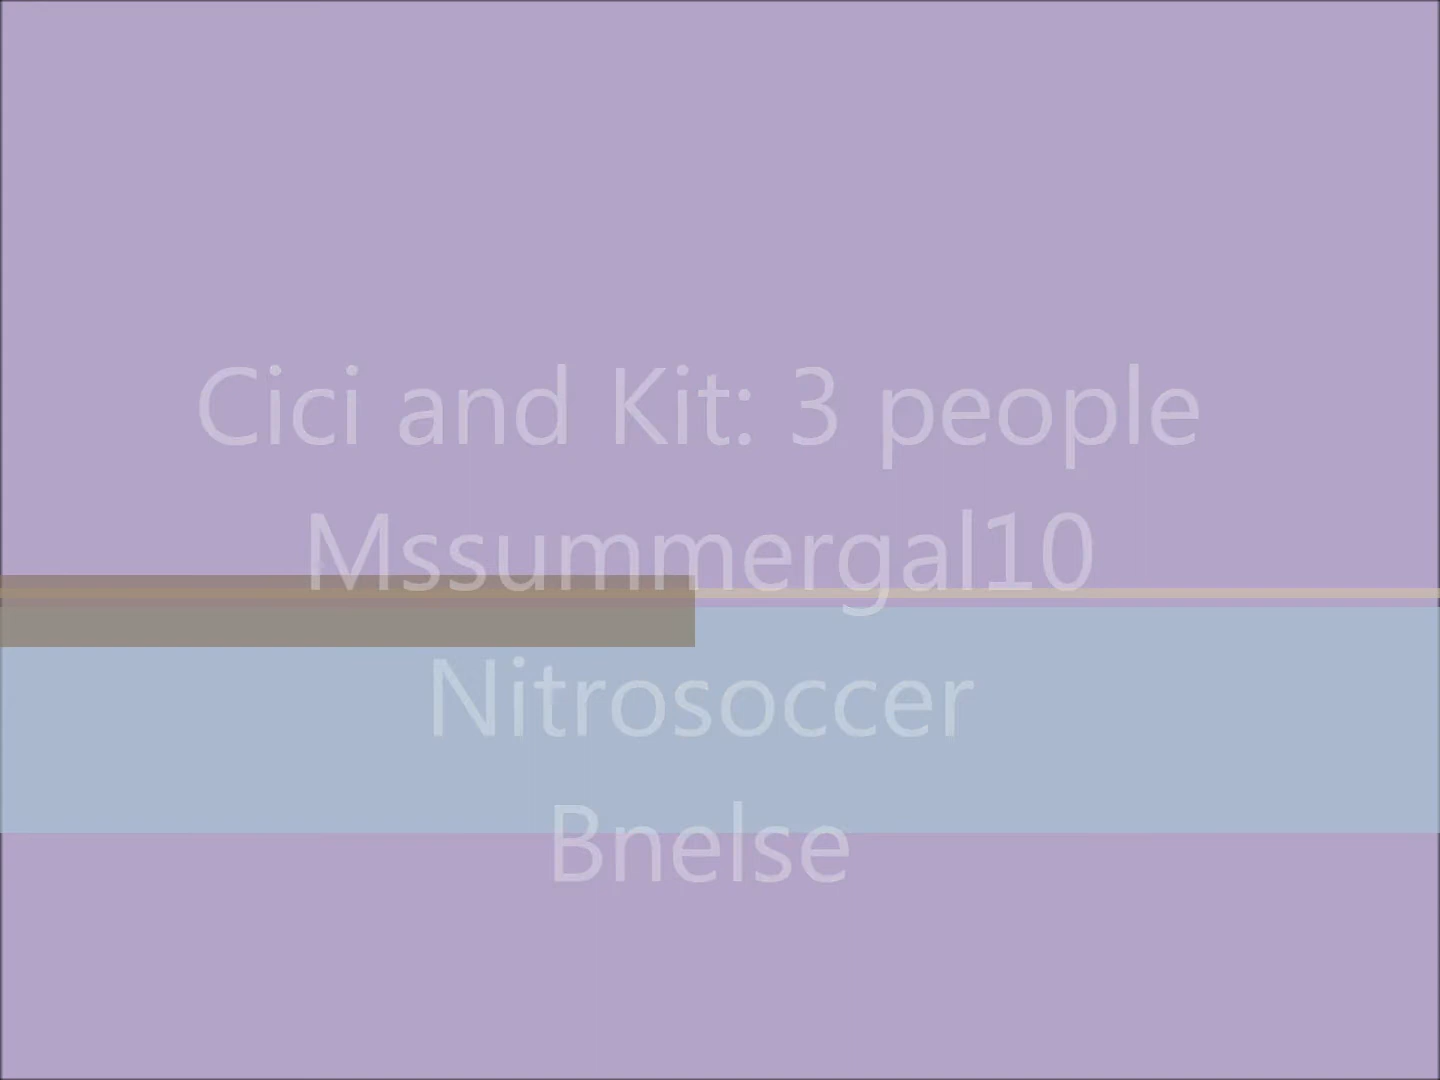 Cici and Kit: 3 people
Mssummergal10
Nitrosoccer
Bnelse